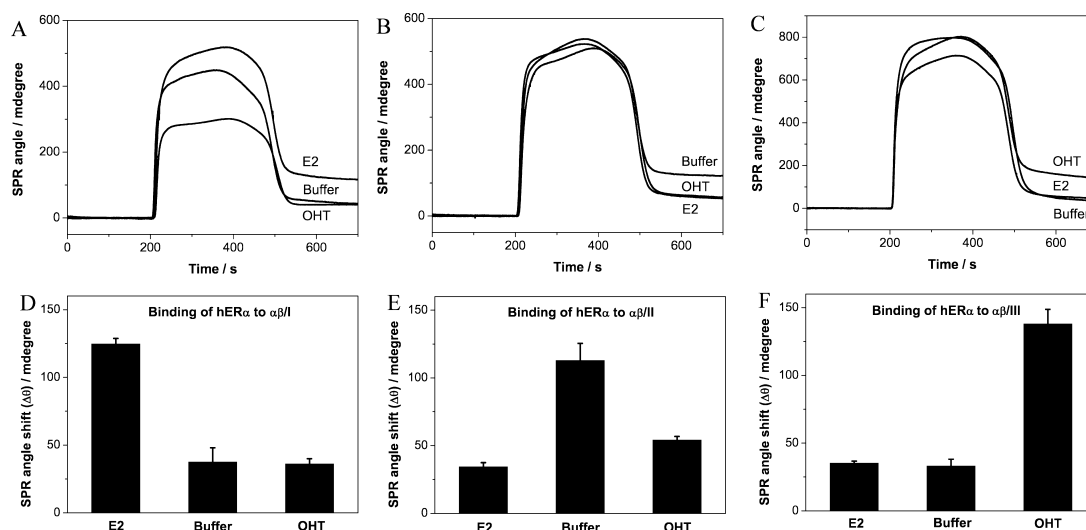 A
600
400
200
0
SPR angle / mdegree
E2
Buffer
OHT
0 200 400 600
Time / s
B
600
400
200
0
SPR angle / mdegree
Buffer
OHT
E2
0 200 400 600
Time / s
C
800
600
400
200
0
SPR angle / mdegree
OHT
E2
Buffer
0 200 400 600
Time / s
D
150
100
50
0
SPR angle shift (Δθ) / mdegree
Binding of hERα to αβ/I
E2 Buffer OHT
E
150
100
50
0
SPR angle shift (Δθ) / mdegree
Binding of hERα to αβ/II
E2 Buffer OHT
F
150
100
50
0
SPR angle shift (Δθ) / mdegree
Binding of hERα to αβ/III
E2 Buffer OHT